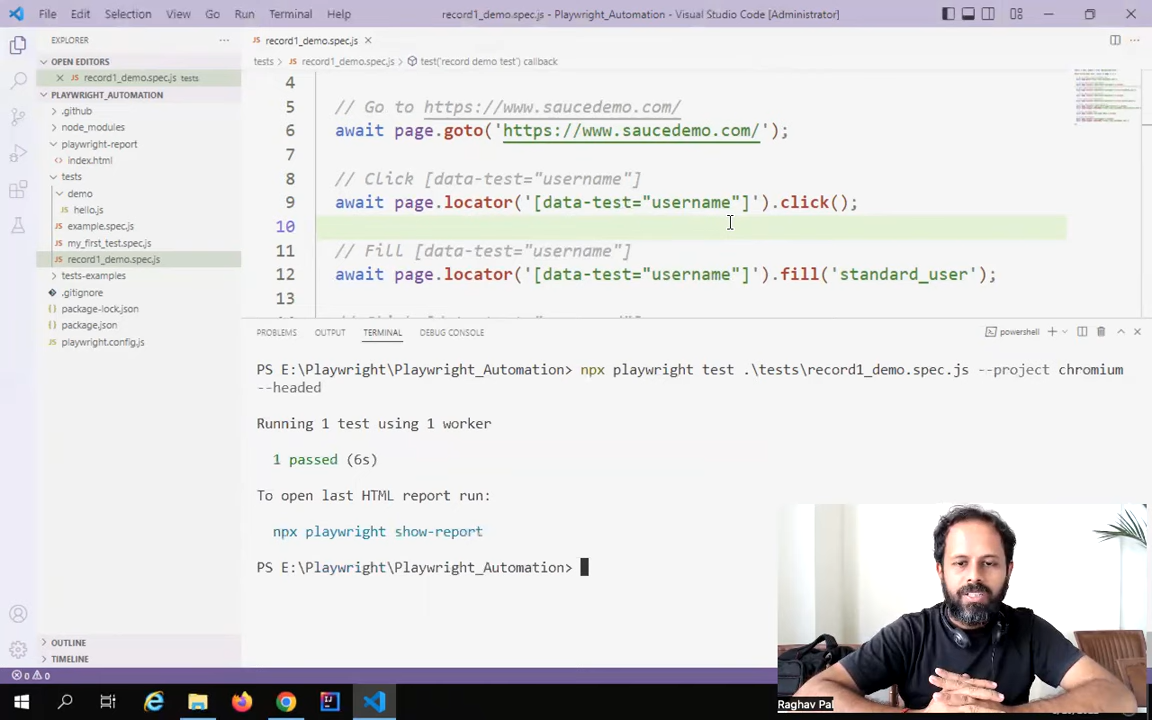 File Edit Selection View Go Run Terminal Help
record1_demo.spec.js - Playwright_Automation - Visual Studio Code [Administrator]
EXPLORER
OPEN EDITORS
record1_demo.spec.js tests
PLAYWRIGHT_AUTOMATION
.github
node_modules
playwright-report
index.html
tests
demo
hello.js
example.spec.js
my_first_test.spec.js
record1_demo.spec.js
tests-examples
.gitignore
package-lock.json
package.json
playwright.config.js
OUTLINE
TIMELINE
record1_demo.spec.js
tests > record1_demo.spec.js > test('record demo test') callback
4
5 // Go to https://www.saucedemo.com/
6 await page.goto('https://www.saucedemo.com/');
7
8 // Click [data-test="username"]
9 await page.locator('[data-test="username"]').click();
10
11 // Fill [data-test="username"]
12 await page.locator('[data-test="username"]').fill('standard_user');
13
PROBLEMS OUTPUT TERMINAL DEBUG CONSOLE
powershell
PS E:\Playwright\Playwright_Automation> npx playwright test .\tests\record1_demo.spec.js --project chromium
--headed
Running 1 test using 1 worker
1 passed (6s)
To open last HTML report run:
npx playwright show-report
PS E:\Playwright\Playwright_Automation>
0 0
Raghav Pal